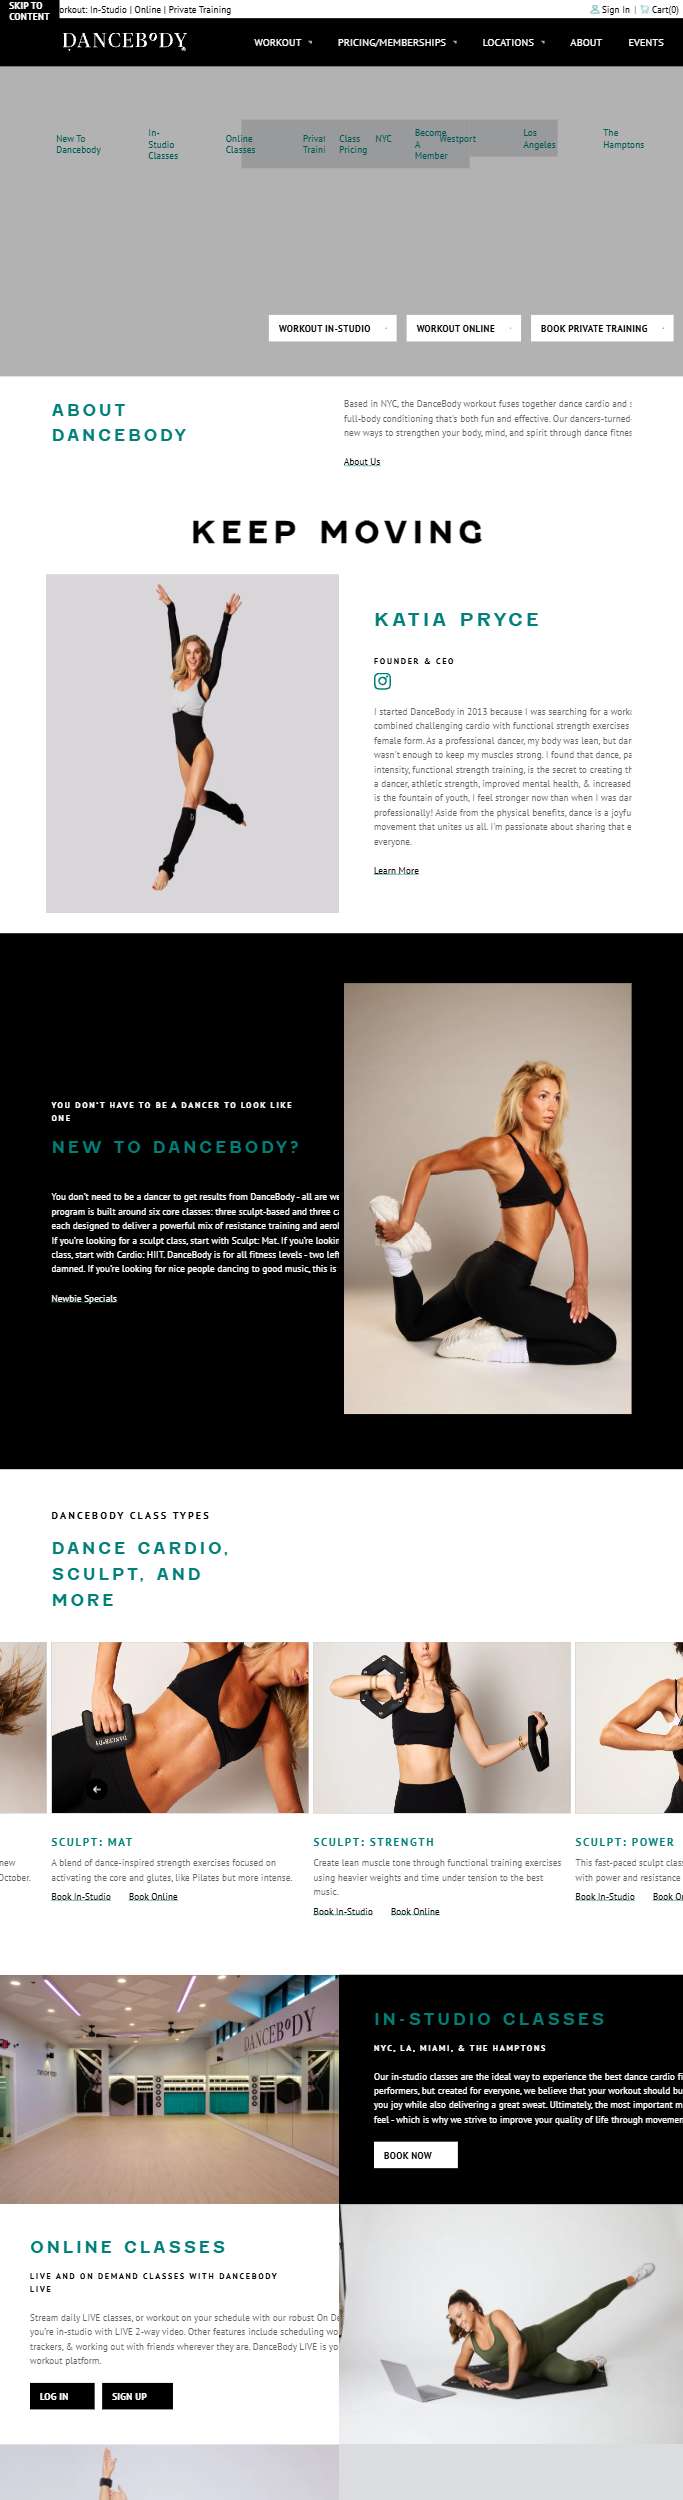 SKIP TO
CONTENT
orkout: In-Studio | Online | Private Training
Sign In | Cart(0)
DANCEBODY
WORKOUT
PRICING/MEMBERSHIPS
LOCATIONS
ABOUT
EVENTS
New To
Dancebody
In-
Studio
Classes
Online
Classes
Class
Pricing
NYC
Become
A
Member
Westport
Los
Angeles
The
Hamptons
WORKOUT IN-STUDIO
WORKOUT ONLINE
BOOK PRIVATE TRAINING
ABOUT
DANCEBODY
Based in NYC, the DanceBody workout fuses together dance cardio and
full-body conditioning that's both fun and effective. Our dancers-turned-
new ways to strengthen your body, mind, and spirit through dance fitnes
About Us
KEEP MOVING
KATIA PRYCE
FOUNDER & CEO
I started DanceBody in 2013 because I was searching for a worko
combined challenging cardio with functional strength exercises
female form. As a professional dancer, my body was lean, but dan
wasn't enough to keep my muscles strong. I found that dance, pa
intensity, functional strength training, is the secret to creating th
a dancer, athletic strength, improved mental health, & increased
is the fountain of youth, I feel stronger now than when I was dan
professionally! Aside from the physical benefits, dance is a joyfu
movement that unites us all. I'm passionate about sharing that e
everyone.
Learn More
YOU DON'T HAVE TO BE A DANCER TO LOOK LIKE
ONE
NEW TO DANCEBODY?
You don't need to be a dancer to get results from DanceBody - all are we
program is built around six core classes: three sculpt-based and three ca
each designed to deliver a powerful mix of resistance training and aerob
If you're looking for a sculpt class, start with Sculpt: Mat. If you're lookin
class, start with Cardio: HIIT. DanceBody is for all fitness levels - two left
damned. If you're looking for nice people dancing to good music, this is
Newbie Specials
DANCEBODY CLASS TYPES
DANCE CARDIO,
SCULPT, AND
MORE
new
October.
SCULPT: MAT
A blend of dance-inspired strength exercises focused on
activating the core and glutes, like Pilates but more intense.
Book In-Studio
Book Online
SCULPT: STRENGTH
Create lean muscle tone through functional training exercises
using heavier weights and time under tension to the best
music.
Book In-Studio
Book Online
SCULPT: POWER
This fast-paced sculpt class
with power and resistance
Book In-Studio
Book On
DANCEBODY
IN-STUDIO CLASSES
NYC, LA, MIAMI, & THE HAMPTONS
Our in-studio classes are the ideal way to experience the best dance cardio fi
performers, but created for everyone, we believe that your workout should bu
you joy while also delivering a great sweat. Ultimately, the most important m
feel - which is why we strive to improve your quality of life through movemen
BOOK NOW
ONLINE CLASSES
LIVE AND ON DEMAND CLASSES WITH DANCEBODY
LIVE
Stream daily LIVE classes, or workout on your schedule with our robust On De
you're in-studio with LIVE 2-way video. Other features include scheduling wo
trackers, & working out with friends wherever they are. DanceBody LIVE is yo
workout platform.
LOG IN
SIGN UP